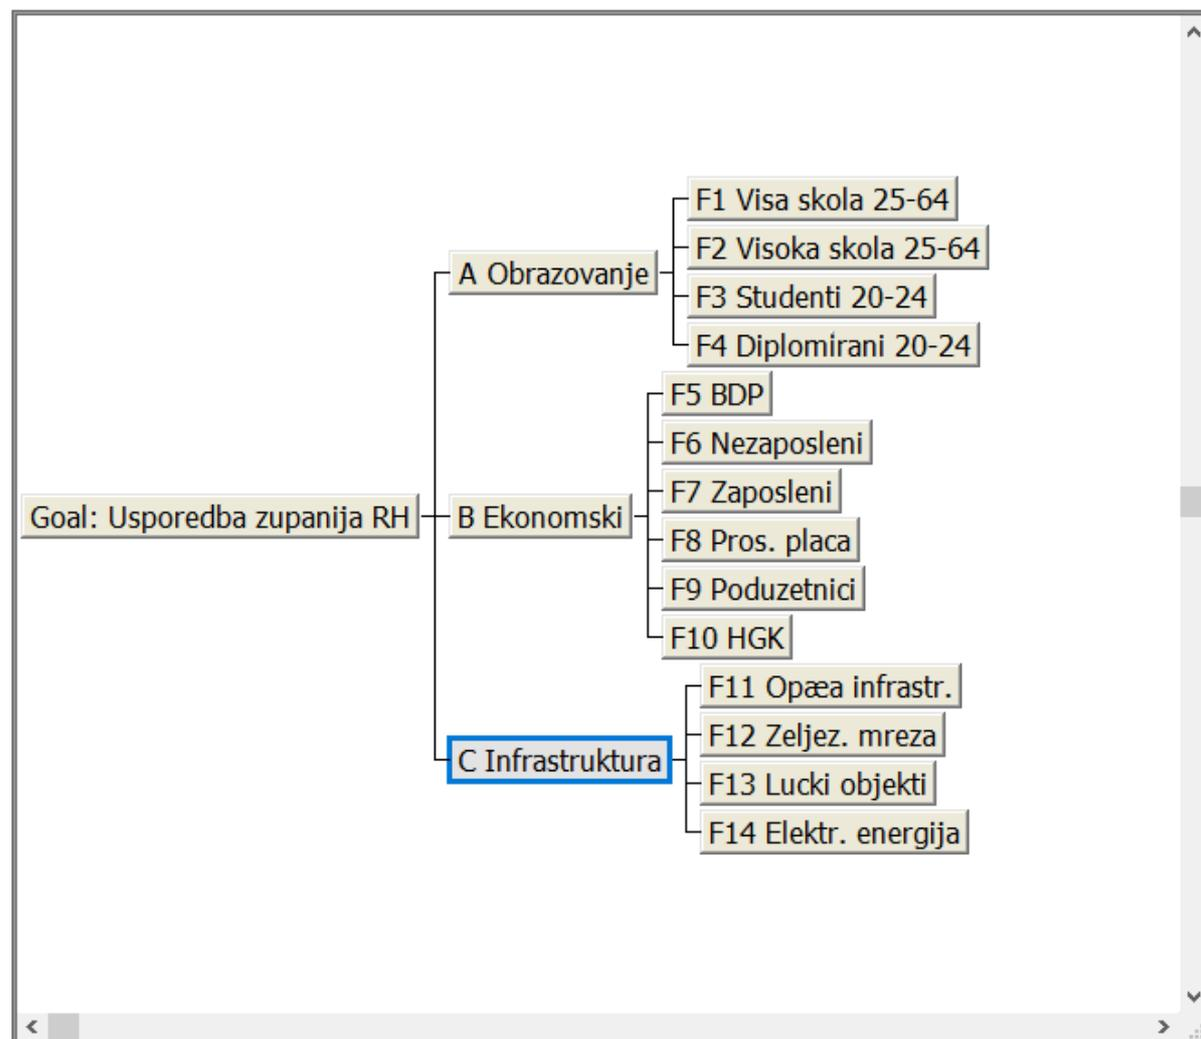 F1 Visa skola 25-64
F2 Visoka skola 25-64
A Obrazovanje
F3 Studenti 20-24
F4 Diplomirani 20-24
F5 BDP
F6 Nezaposleni
F7 Zaposleni
Goal: Usporedba zupanija RH
B Ekonomski
F8 Pros. placa
F9 Poduzetnici
F10 HGK
F11 Opæa infrastr.
F12 Zeljez. mreza
C Infrastruktura
F13 Lucki objekti
F14 Elektr. energija